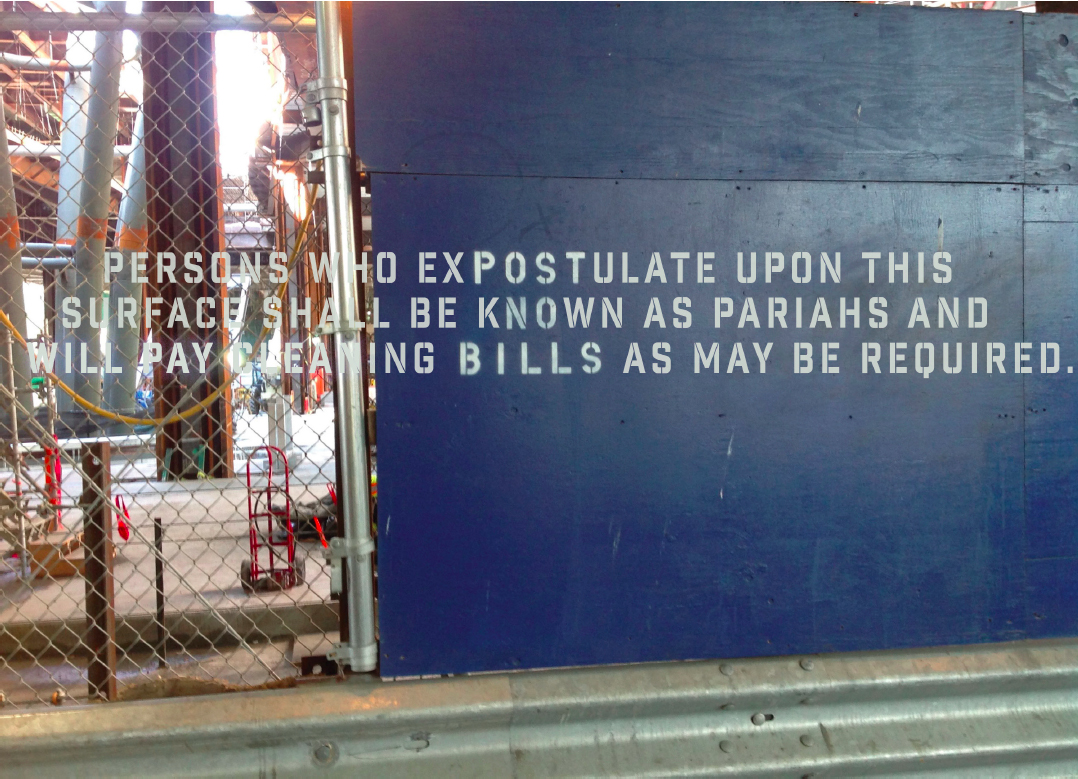 PERSONS WHO EXPOSTULATE UPON THIS
SURFACE SHALL BE KNOWN AS PARIAHS AND
WILL PAY CLEANING BILLS AS MAY BE REQUIRED.